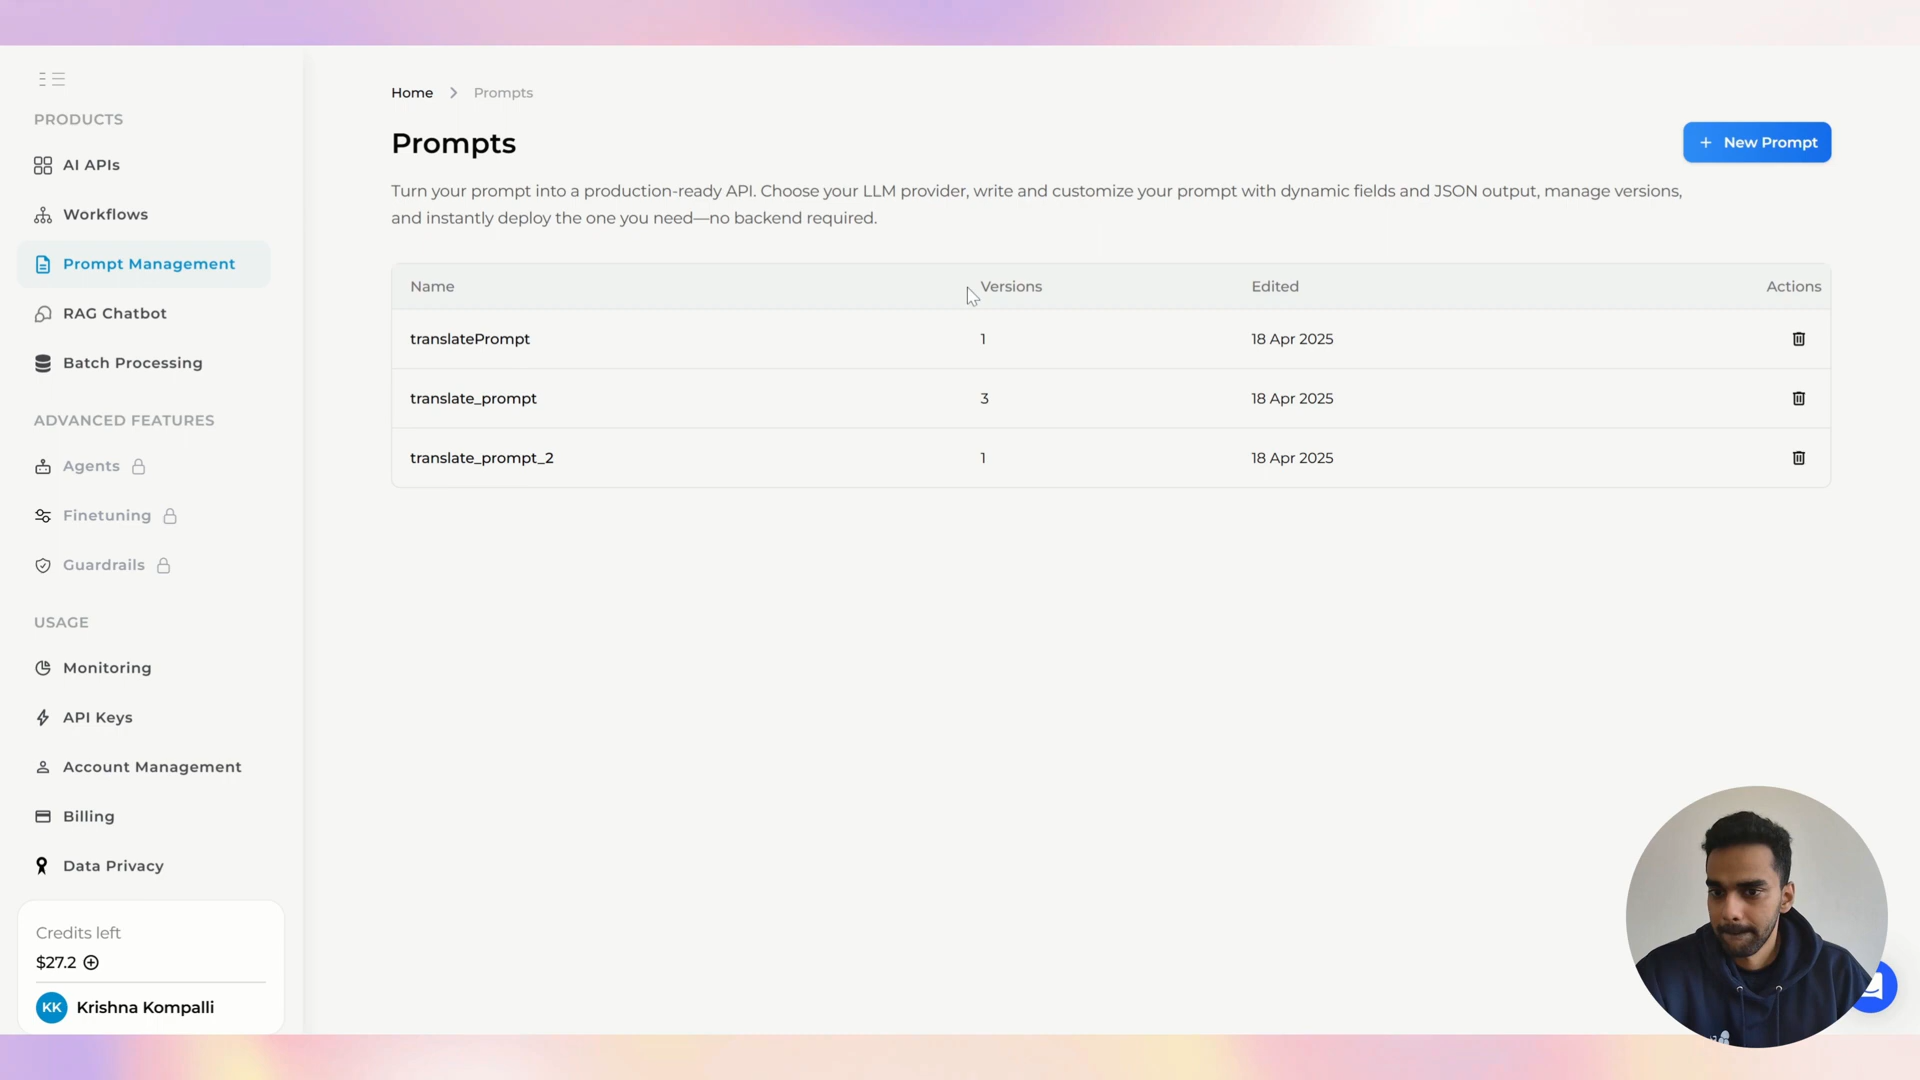 PRODUCTS
AI APIs
Workflows
Prompt Management
RAG Chatbot
Batch Processing
ADVANCED FEATURES
Agents
Finetuning
Guardrails
USAGE
Monitoring
API Keys
Account Management
Billing
Data Privacy
Credits left
$27.2
KK Krishna Kompalli
Home > Prompts
Prompts
+ New Prompt
Turn your prompt into a production-ready API. Choose your LLM provider, write and customize your prompt with dynamic fields and JSON output, manage versions,
and instantly deploy the one you need—no backend required.
Name Versions Edited Actions
translatePrompt 1 18 Apr 2025
translate_prompt 3 18 Apr 2025
translate_prompt_2 1 18 Apr 2025